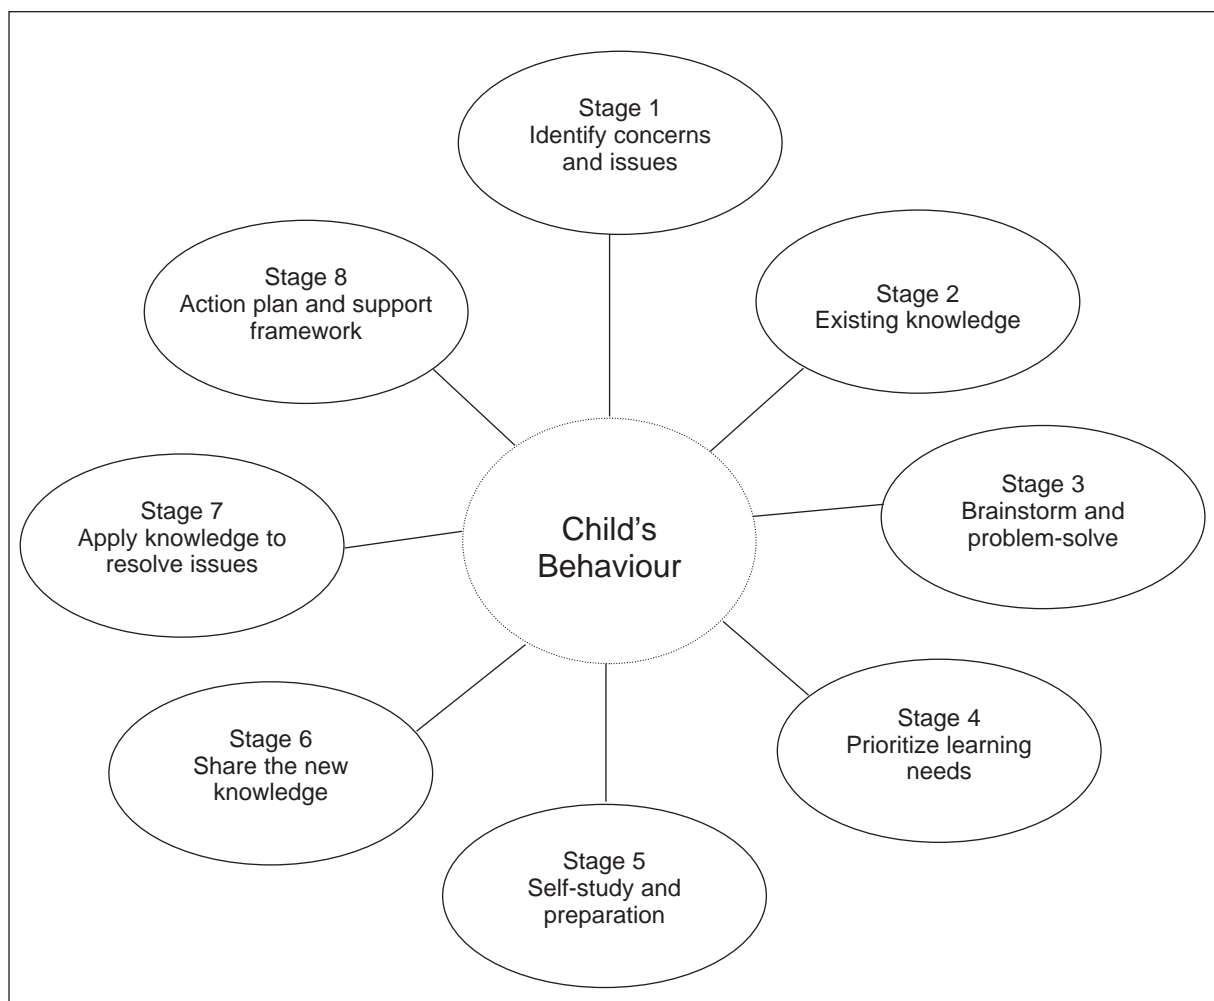 Stage 1
Identify concerns
and issues
Stage 2
Existing knowledge
Stage 3
Brainstorm and
problem-solve
Stage 4
Prioritize learning
needs
Stage 5
Self-study and
preparation
Stage 6
Share the new
knowledge
Stage 7
Apply knowledge to
resolve issues
Stage 8
Action plan and support
framework
Child’s
Behaviour